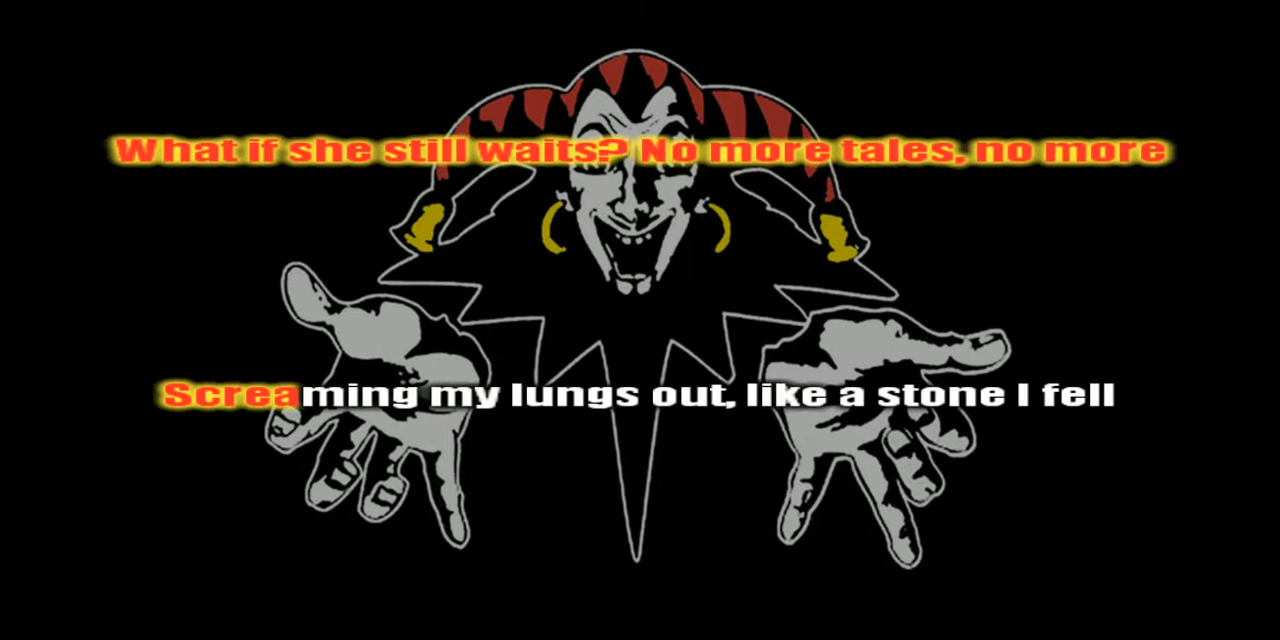 What if she still waits? No more tales, no more
Screaming my lungs out, like a stone I fell